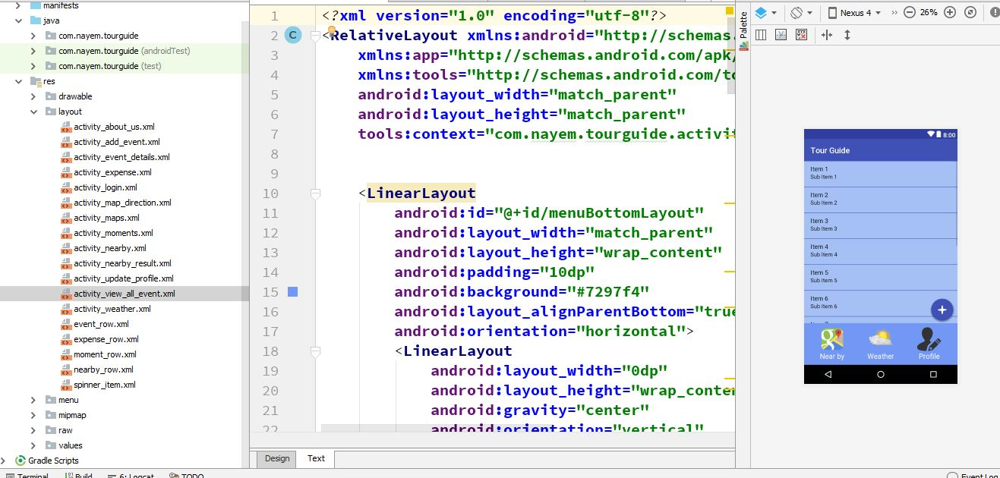 manifests
java
com.nayem.tourguide
com.nayem.tourguide (androidTest)
com.nayem.tourguide (test)
res
drawable
layout
activity_about_us.xml
activity_add_event.xml
activity_event_details.xml
activity_expense.xml
activity_login.xml
activity_map_direction.xml
activity_maps.xml
activity_moments.xml
activity_nearby.xml
activity_nearby_result.xml
activity_update_profile.xml
activity_view_all_event.xml
activity_weather.xml
event_row.xml
expense_row.xml
moment_row.xml
nearby_row.xml
spinner_item.xml
menu
mipmap
raw
values
Gradle Scripts
1 <?xml version="1.0" encoding="utf-8"?>
2 C <RelativeLayout xmlns:android="http://schemas.
3 xmlns:app="http://schemas.android.com/apk/
4 xmlns:tools="http://schemas.android.com/to
5 android:layout_width="match_parent"
6 android:layout_height="match_parent"
7 tools:context="com.nayem.tourguide.activit
8
9
10 <LinearLayout
11 android:id="@+id/menuBottomLayout"
12 android:layout_width="match_parent"
13 android:layout_height="wrap_content"
14 android:padding="10dp"
15 android:background="#7297f4"
16 android:layout_alignParentBottom="true
17 android:orientation="horizontal">
18 <LinearLayout
19 android:layout_width="0dp"
20 android:layout_height="wrap_conten
21 android:gravity="center"
22 android:orientation="vertical"
Design Text
Palette
Nexus 4 » 26%
8:00
Tour Guide
Item 1
Sub Item 1
Item 2
Sub Item 2
Item 3
Sub Item 3
Item 4
Sub Item 4
Item 5
Sub Item 5
Item 6
Sub Item 6
Item 7
Near by Weather Profile
Terminal Build 6: Logcat TODO Event Log